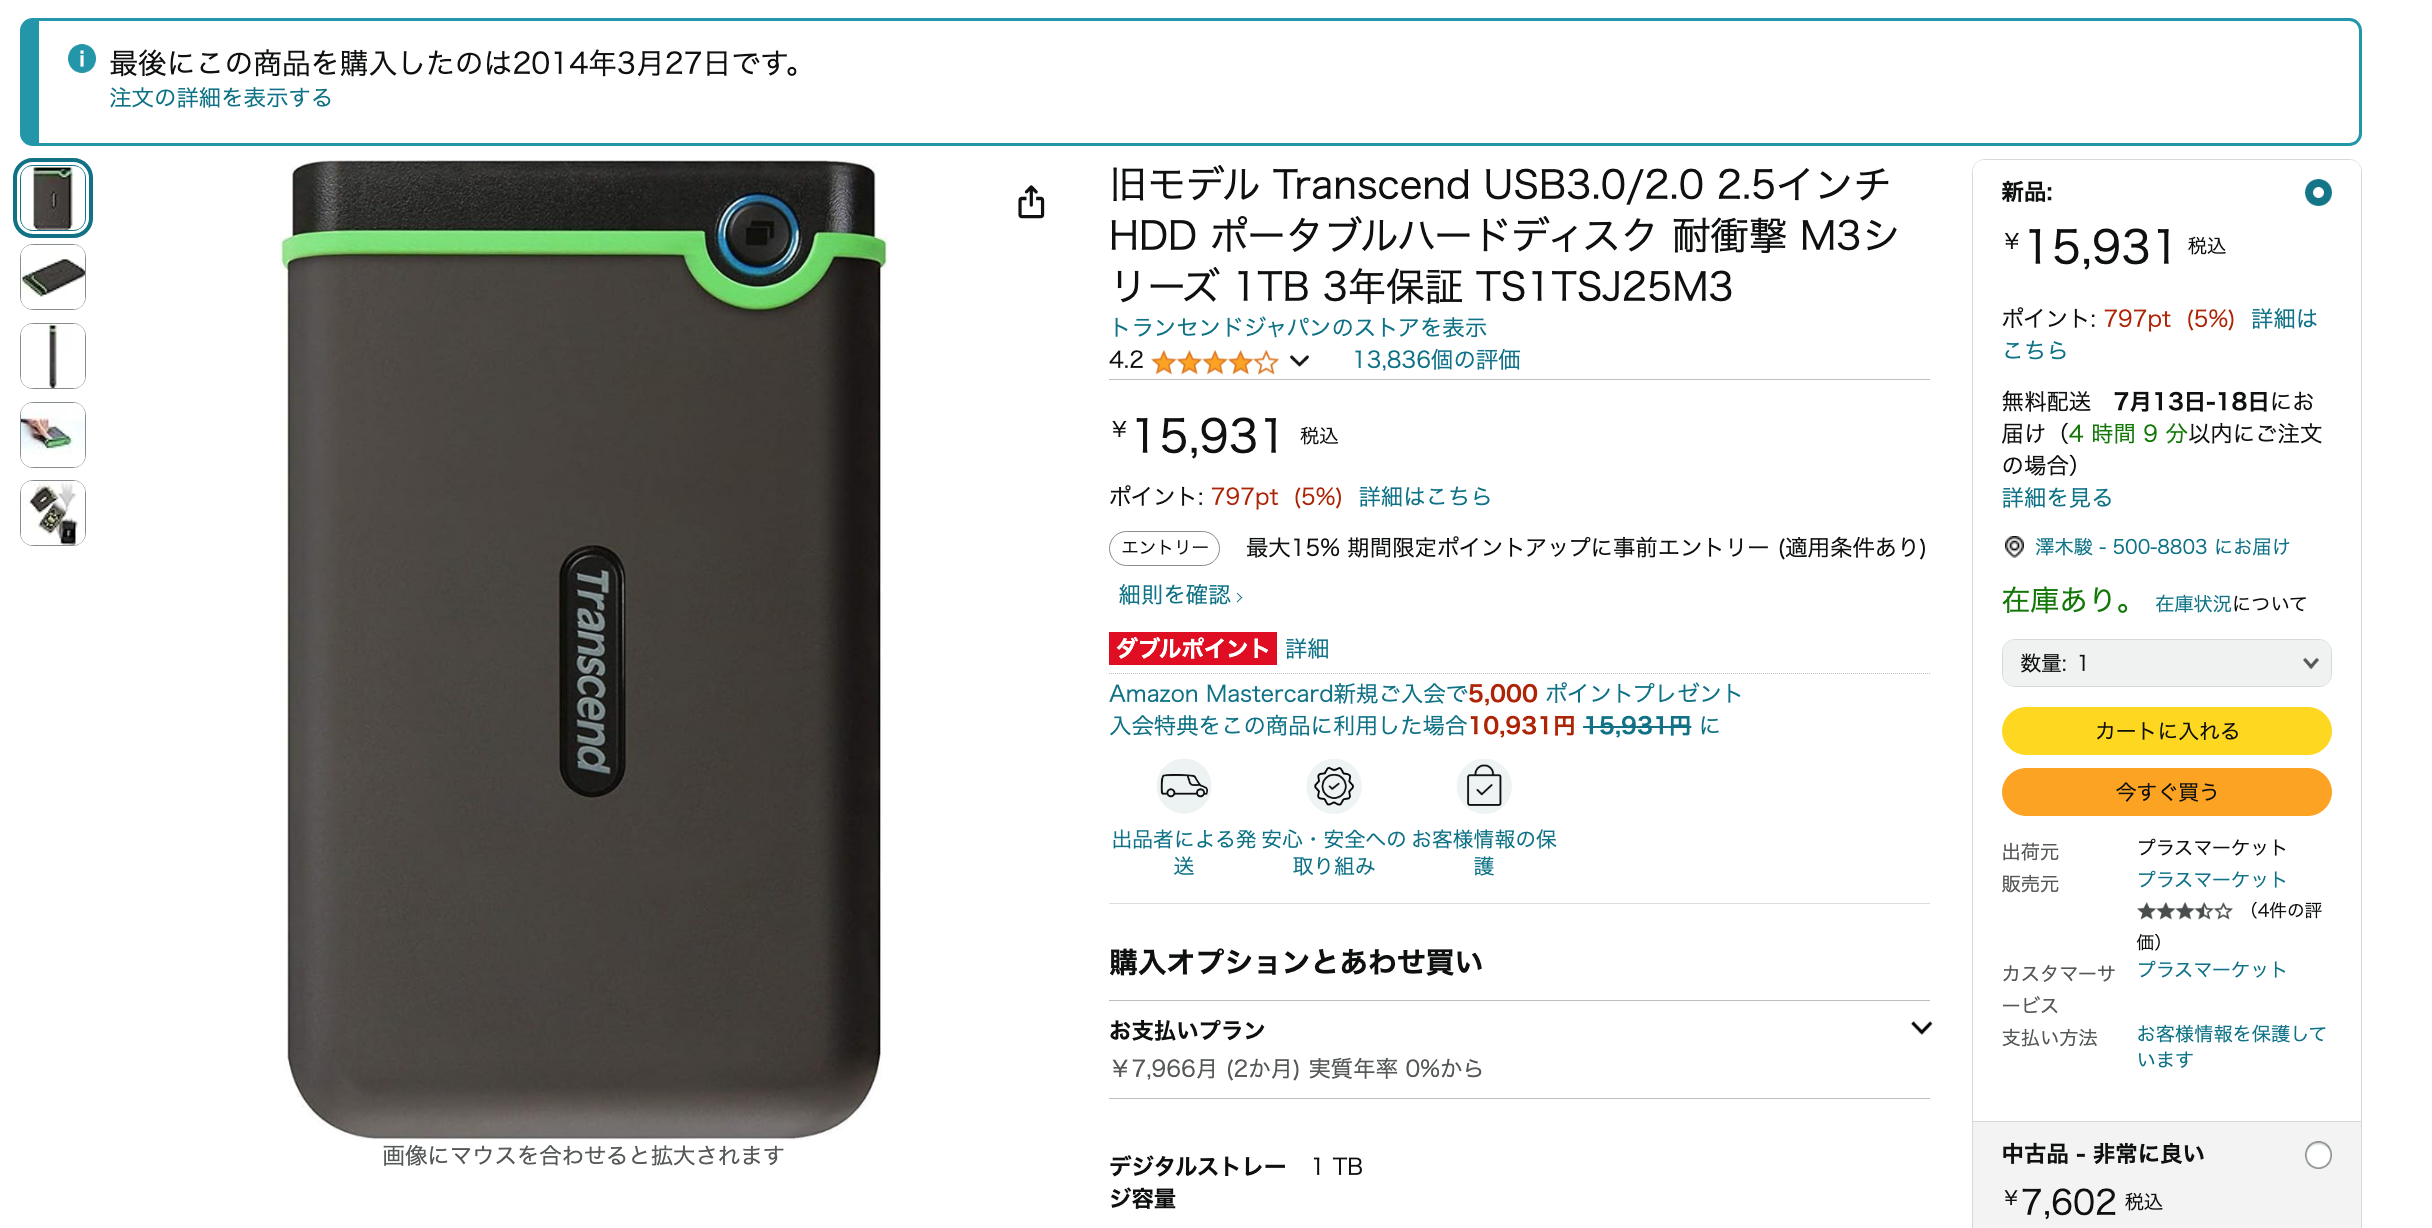 最後にこの商品を購入したのは2014年3月27日です。
注文の詳細を表示する
Transcend
画像にマウスを合わせると拡大されます
旧モデル Transcend USB3.0/2.0 2.5インチ
HDD ポータブルハードディスク 耐衝撃 M3シ
リーズ 1TB 3年保証 TS1TSJ25M3
トランセンドジャパンのストアを表示
4.2 13,836個の評価
¥15,931 税込
ポイント: 797pt (5%) 詳細はこちら
エントリー 最大15% 期間限定ポイントアップに事前エントリー (適用条件あり)
細則を確認 ›
ダブルポイント 詳細
Amazon Mastercard新規ご入会で5,000 ポイントプレゼント
入会特典をこの商品に利用した場合10,931円 15,931円 に
出品者による発
送
安心・安全への
取り組み
お客様情報の保
護
購入オプションとあわせ買い
お支払いプラン
￥7,966月 (2か月) 実質年率 0%から
デジタルストレー 1 TB
ジ容量
新品:
¥15,931 税込
ポイント: 797pt (5%) 詳細は
こちら
無料配送 7月13日-18日にお
届け（4 時間 9 分以内にご注文
の場合）
詳細を見る
澤木駿 - 500-8803 にお届け
在庫あり。 在庫状況について
数量: 1
カートに入れる
今すぐ買う
出荷元 プラスマーケット
販売元 プラスマーケット
（4件の評
価）
カスタマーサ プラスマーケット
ービス
支払い方法 お客様情報を保護して
います
中古品 - 非常に良い
¥7,602 税込